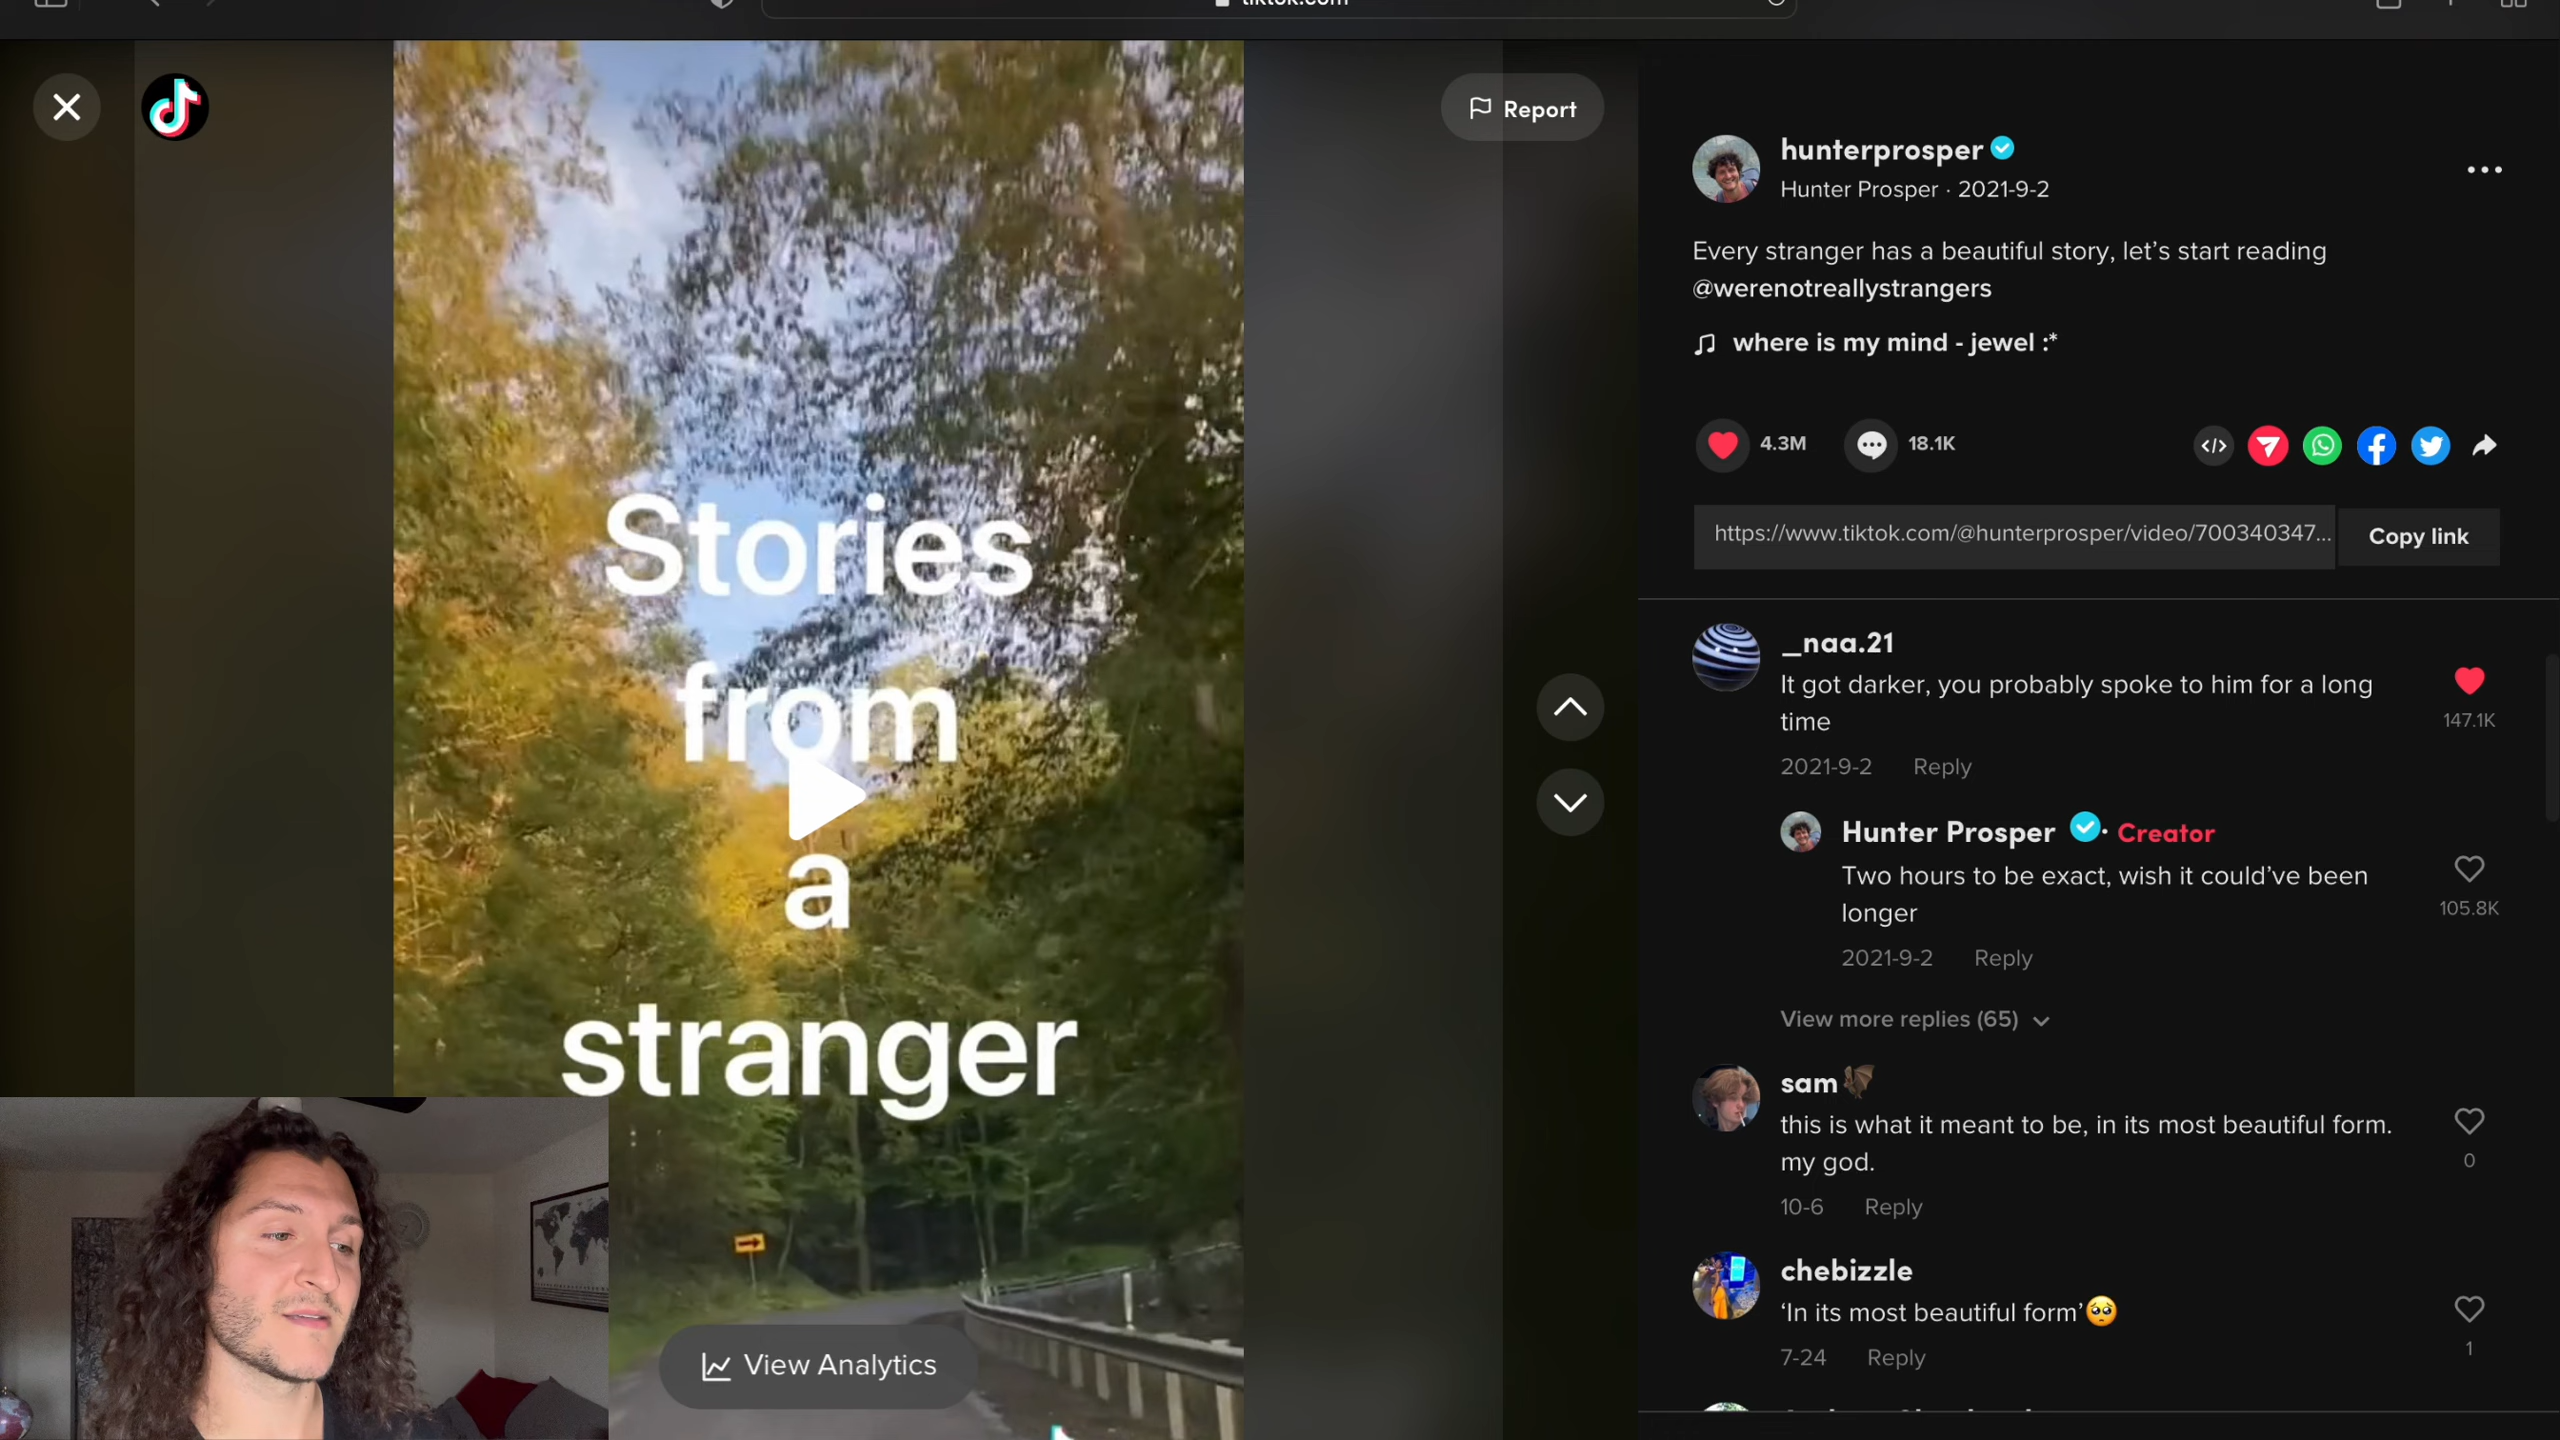 Report
Stories
from
a
stranger
View Analytics
hunterprosper
Hunter Prosper · 2021-9-2
Every stranger has a beautiful story, let’s start reading
@werenotreallystrangers
where is my mind - jewel :*
4.3M
18.1K
https://www.tiktok.com/@hunterprosper/video/700340347...
Copy link
_naa.21
It got darker, you probably spoke to him for a long
time
147.1K
2021-9-2 Reply
Hunter Prosper · Creator
Two hours to be exact, wish it could’ve been
longer
105.8K
2021-9-2 Reply
View more replies (65)
sam🦇
this is what it meant to be, in its most beautiful form.
my god.
0
10-6 Reply
chebizzle
‘In its most beautiful form’🥺
1
7-24 Reply